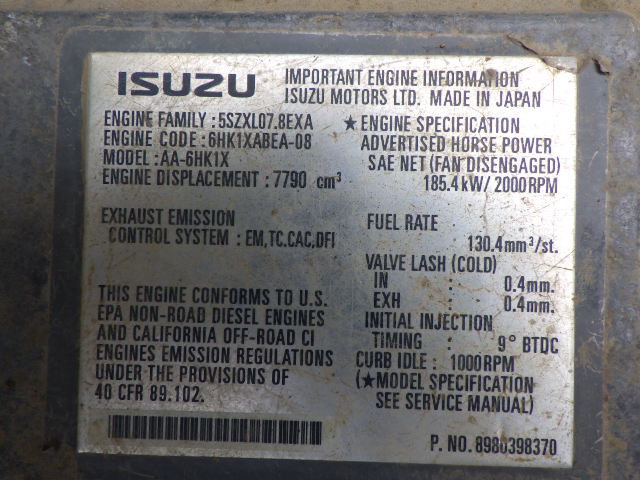 ISUZU
IMPORTANT ENGINE INFORMATION
ISUZU MOTORS LTD. MADE IN JAPAN
ENGINE FAMILY : 5SZXL07.8EXA
ENGINE CODE : 6HK1XABEA-08
MODEL : AA-6HK1X
ENGINE DISPLACEMENT : 7790 cm³
EXHAUST EMISSION
CONTROL SYSTEM : EM,TC,CAC,DFI
THIS ENGINE CONFORMS TO U.S.
EPA NON-ROAD DIESEL ENGINES
AND CALIFORNIA OFF-ROAD CI
ENGINES EMISSION REGULATIONS
UNDER THE PROVISIONS OF
40 CFR 89.102.
★ ENGINE SPECIFICATION
ADVERTISED HORSE POWER
SAE NET (FAN DISENGAGED)
185.4 kW/ 2000RPM
FUEL RATE
130.4mm³/st.
VALVE LASH (COLD)
IN : 0.4mm.
EXH : 0.4mm.
INITIAL INJECTION
TIMING : 9° BTDC
CURB IDLE : 1000RPM
(★MODEL SPECIFICATION
SEE SERVICE MANUAL)
P. NO. 8980398370